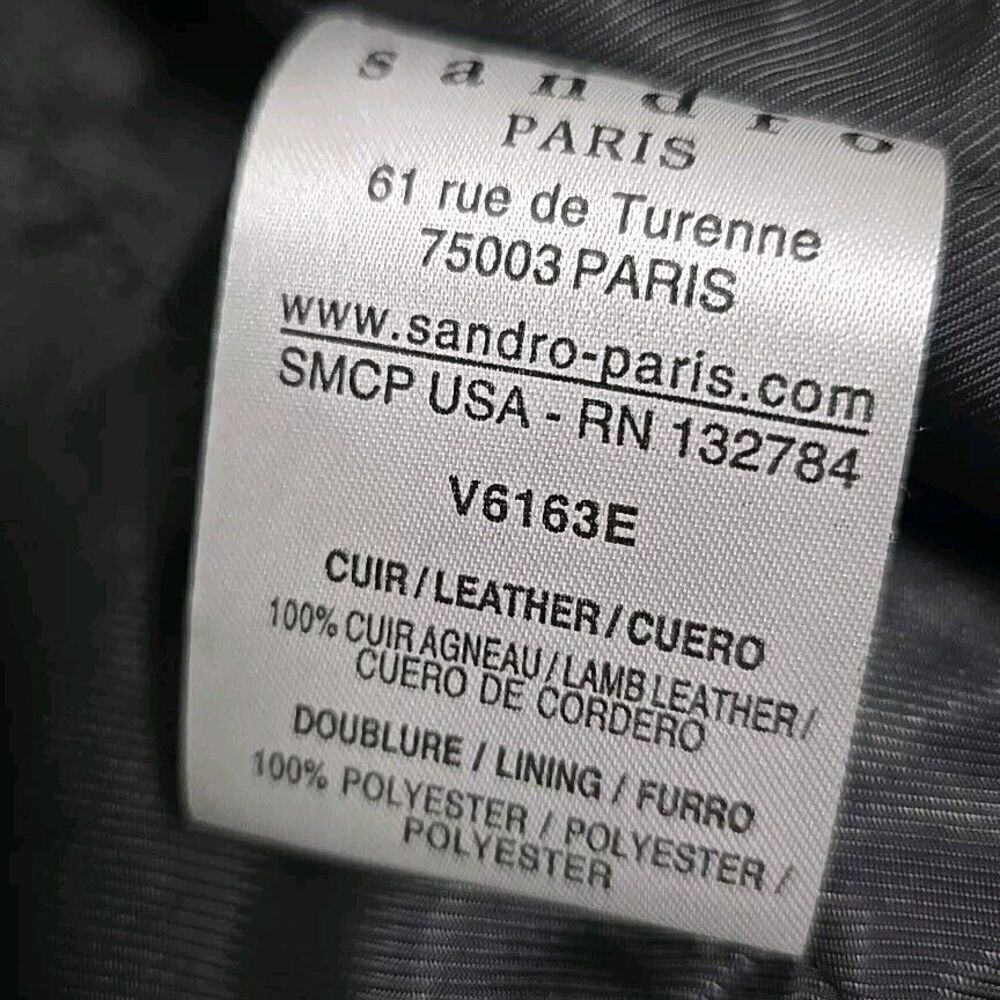 sandro
PARIS
61 rue de Turenne
75003 PARIS
www.sandro-paris.com
SMCP USA - RN 132784
V6163E
CUIR / LEATHER / CUERO
100% CUIR AGNEAU / LAMB LEATHER /
CUERO DE CORDERO
DOUBLURE / LINING / FURRO
100% POLYESTER / POLYESTER /
POLYESTER